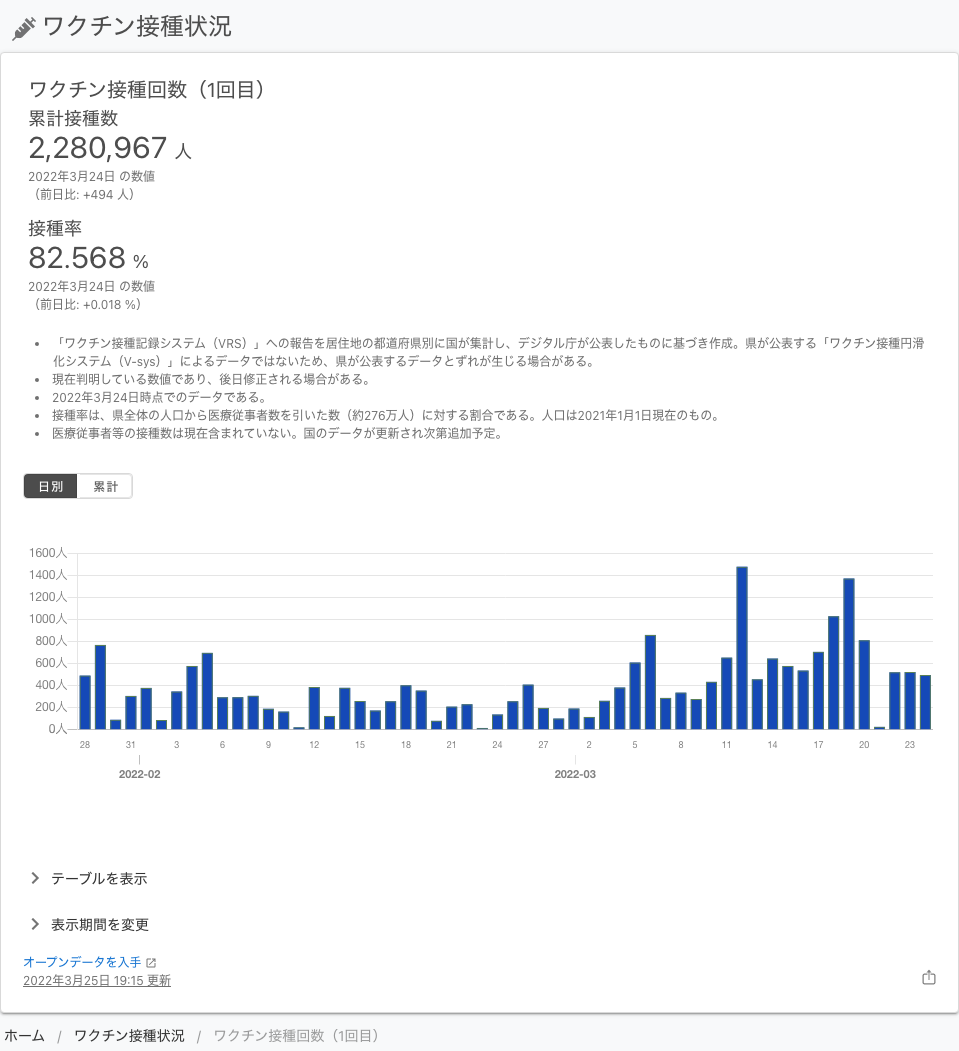 ワクチン接種状況
ワクチン接種回数（1回目）
累計接種数
2,280,967 人
2022年3月24日 の数値
（前日比: +494 人）
接種率
82.568 %
2022年3月24日 の数値
（前日比: +0.018 %）
• 「ワクチン接種記録システム（VRS）」への報告を居住地の都道府県別に国が集計し、デジタル庁が公表したものに基づき作成。県が公表する「ワクチン接種円滑
化システム（V-sys）」によるデータではないため、県が公表するデータとずれが生じる場合がある。
• 現在判明している数値であり、後日修正される場合がある。
• 2022年3月24日時点でのデータである。
• 接種率は、県全体の人口から医療従事者数を引いた数（約276万人）に対する割合である。人口は2021年1月1日現在のもの。
• 医療従事者等の接種数は現在含まれていない。国のデータが更新され次第追加予定。
日別 累計
1600人
1400人
1200人
1000人
800人
600人
400人
200人
0人
28 31 3 6 9 12 15 18 21 24 27 2 5 8 11 14 17 20 23
2022-02 2022-03
テーブルを表示
表示期間を変更
オープンデータを入手
2022年3月25日 19:15 更新
ホーム / ワクチン接種状況 / ワクチン接種回数（1回目）